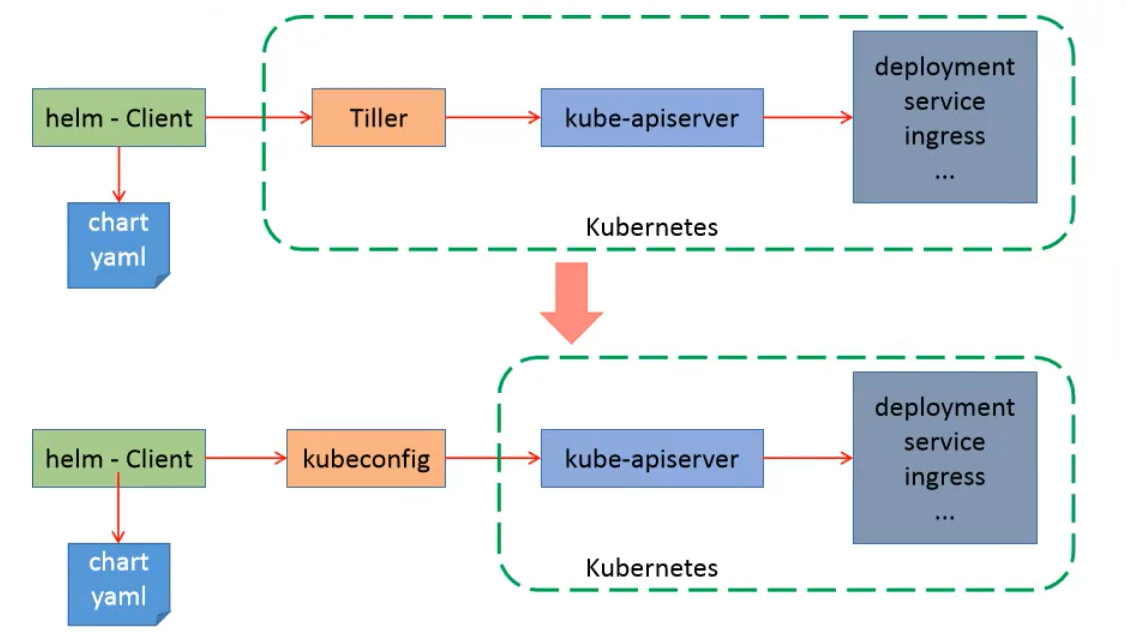 helm - Client
Tiller
kube-apiserver
deployment
service
ingress
...
chart
yaml
Kubernetes
helm - Client
kubeconfig
kube-apiserver
deployment
service
ingress
...
chart
yaml
Kubernetes